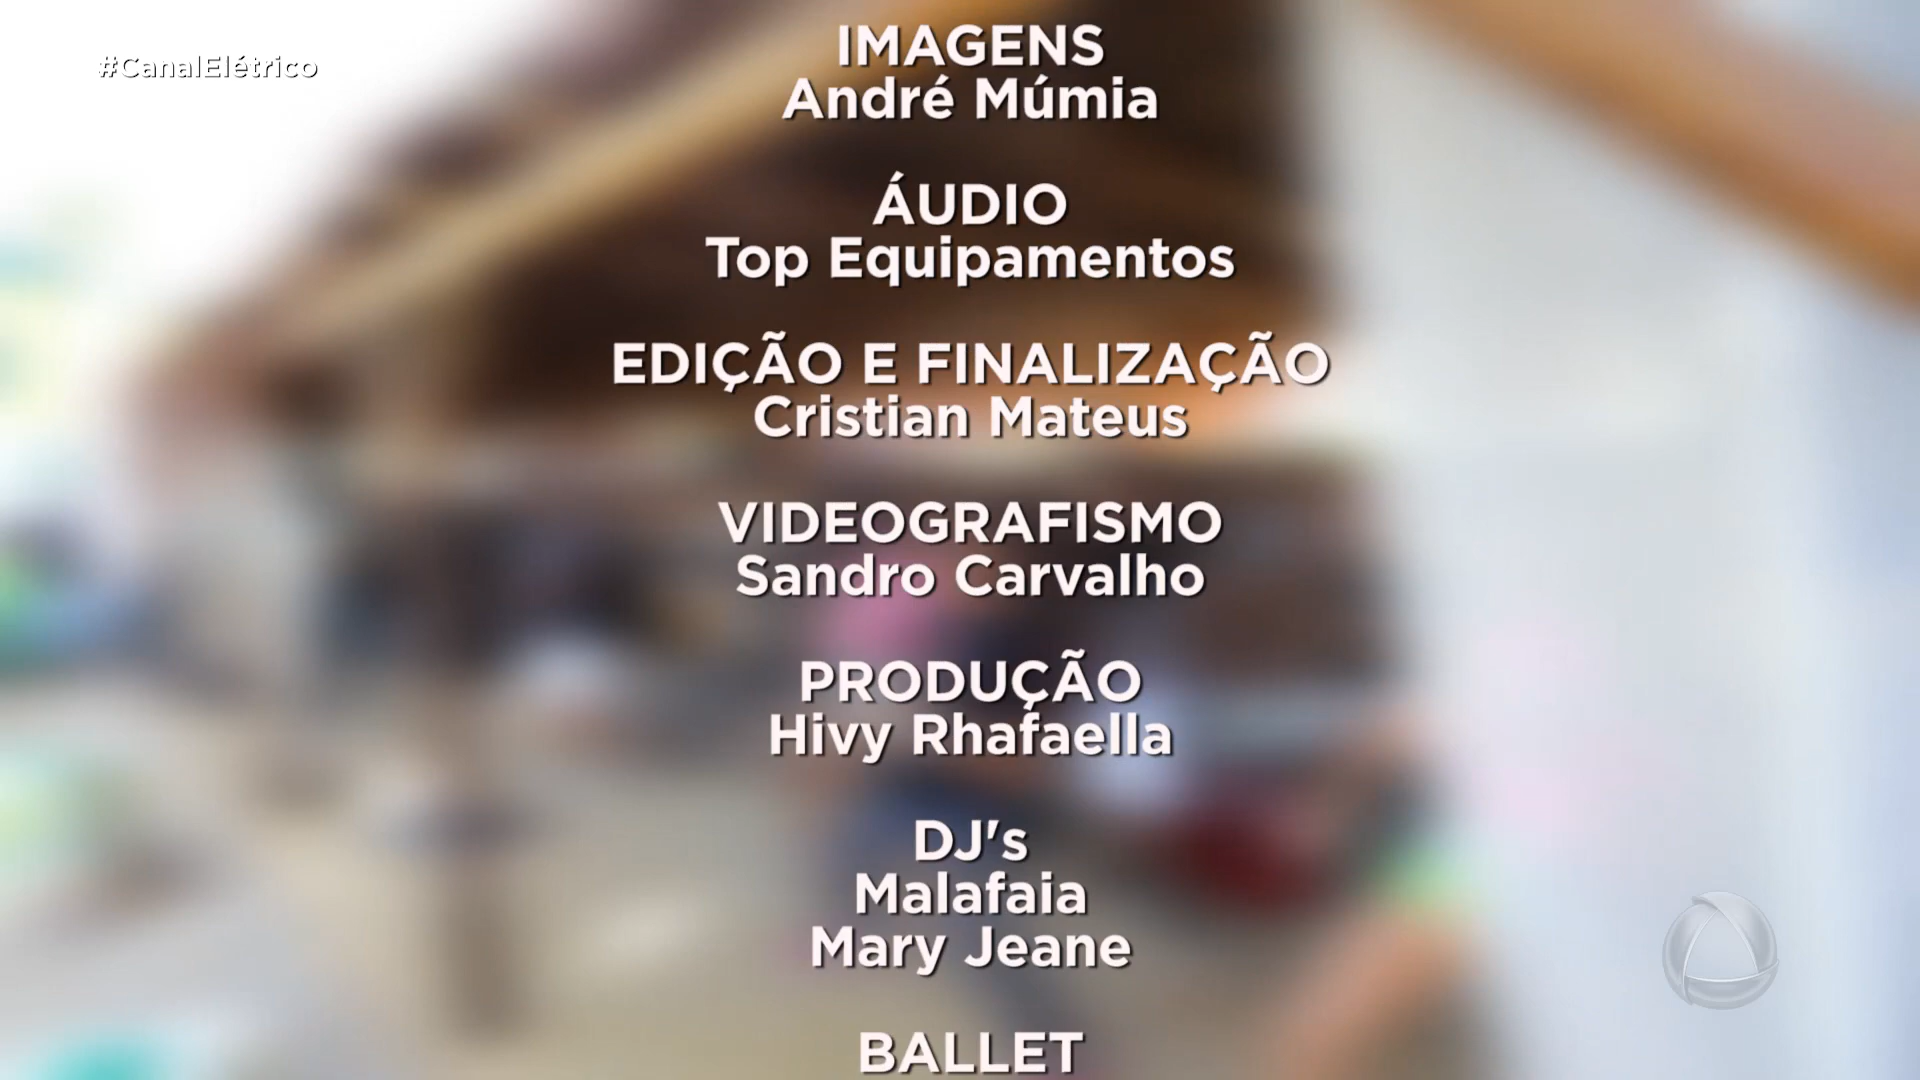 #CanalElétrico
IMAGENS
André Múmia
ÁUDIO
Top Equipamentos
EDIÇÃO E FINALIZAÇÃO
Cristian Mateus
VIDEOGRAFISMO
Sandro Carvalho
PRODUÇÃO
Hivy Rhafaella
DJ's
Malafaia
Mary Jeane
BALLET